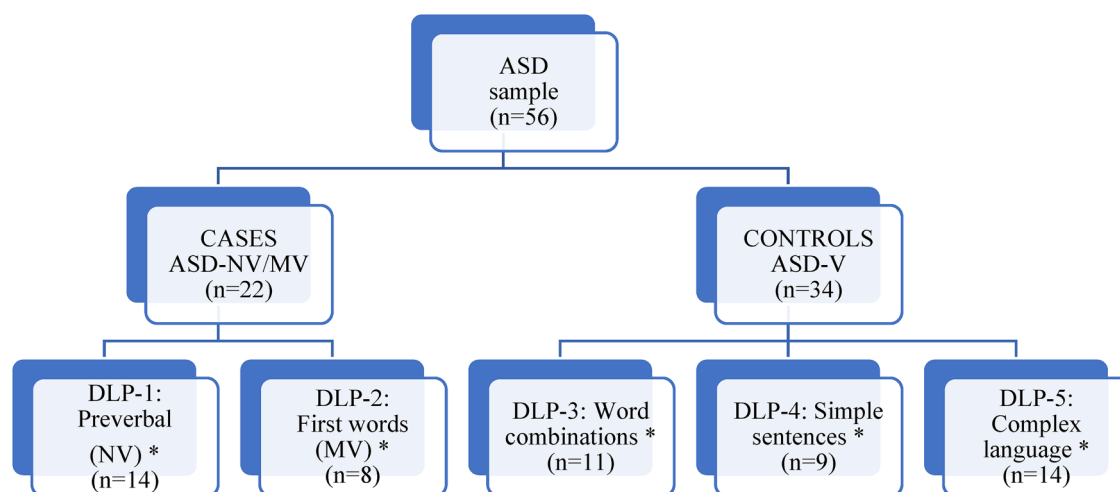 ASD
sample
(n=56)
CASES
ASD-NV/MV
(n=22)
CONTROLS
ASD-V
(n=34)
DLP-1:
Preverbal
(NV) *
(n=14)
DLP-2:
First words
(MV) *
(n=8)
DLP-3: Word
combinations *
(n=11)
DLP-4: Simple
sentences *
(n=9)
DLP-5:
Complex
language *
(n=14)